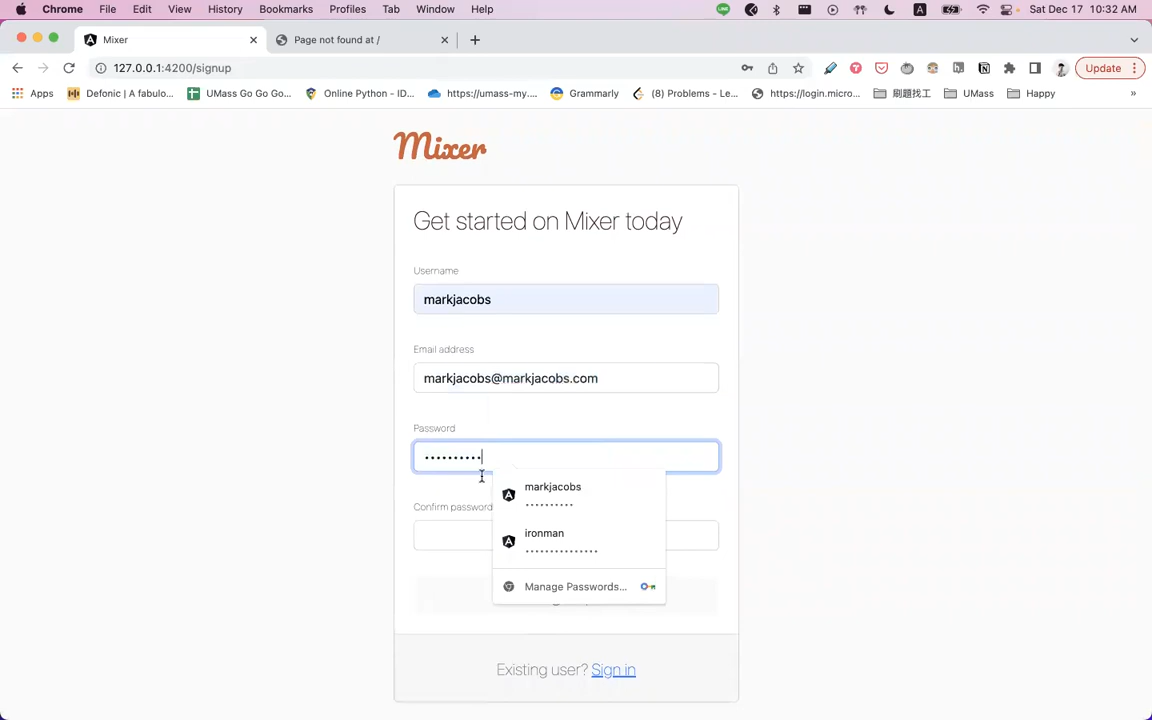 Chrome File Edit View History Bookmarks Profiles Tab Window Help A Sat Dec 17 10:32 AM
Mixer Page not found at /
127.0.0.1:4200/signup Update
Apps Defonic | A fabulo... UMass Go Go Go... Online Python - ID... https://umass-my.... Grammarly (8) Problems - Le... https://login.micro... 刷題找工 UMass Happy »
Mixer
Get started on Mixer today
Username
markjacobs
Email address
markjacobs@markjacobs.com
Password
••••••••••
markjacobs
••••••••••
Confirm password
ironman
•••••••••••••••
Manage Passwords...
Existing user? Sign in